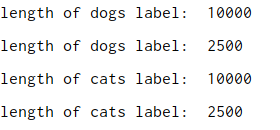 length of dogs label:  10000
length of dogs label:  2500
length of cats label:  10000
length of cats label:  2500